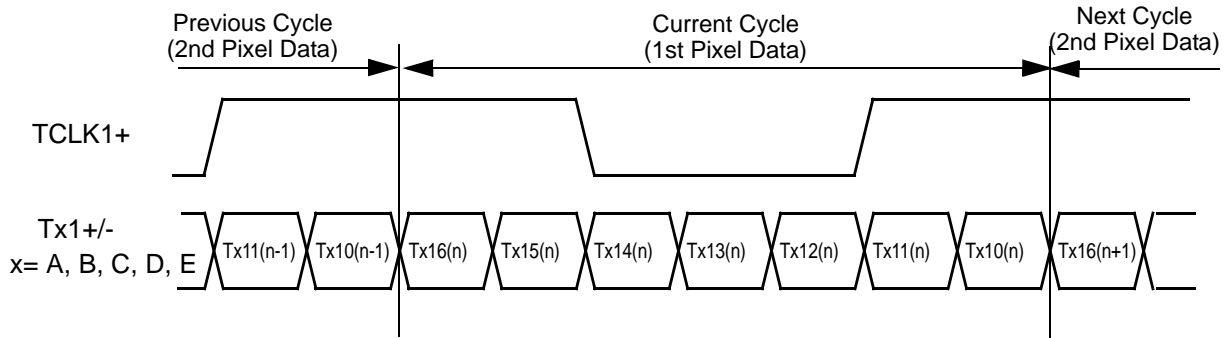 Previous Cycle
(2nd Pixel Data)
Current Cycle
(1st Pixel Data)
Next Cycle
(2nd Pixel Data)
TCLK1+
Tx1+/-
x= A, B, C, D, E
Tx11(n-1)
Tx10(n-1)
Tx16(n)
Tx15(n)
Tx14(n)
Tx13(n)
Tx12(n)
Tx11(n)
Tx10(n)
Tx16(n+1)